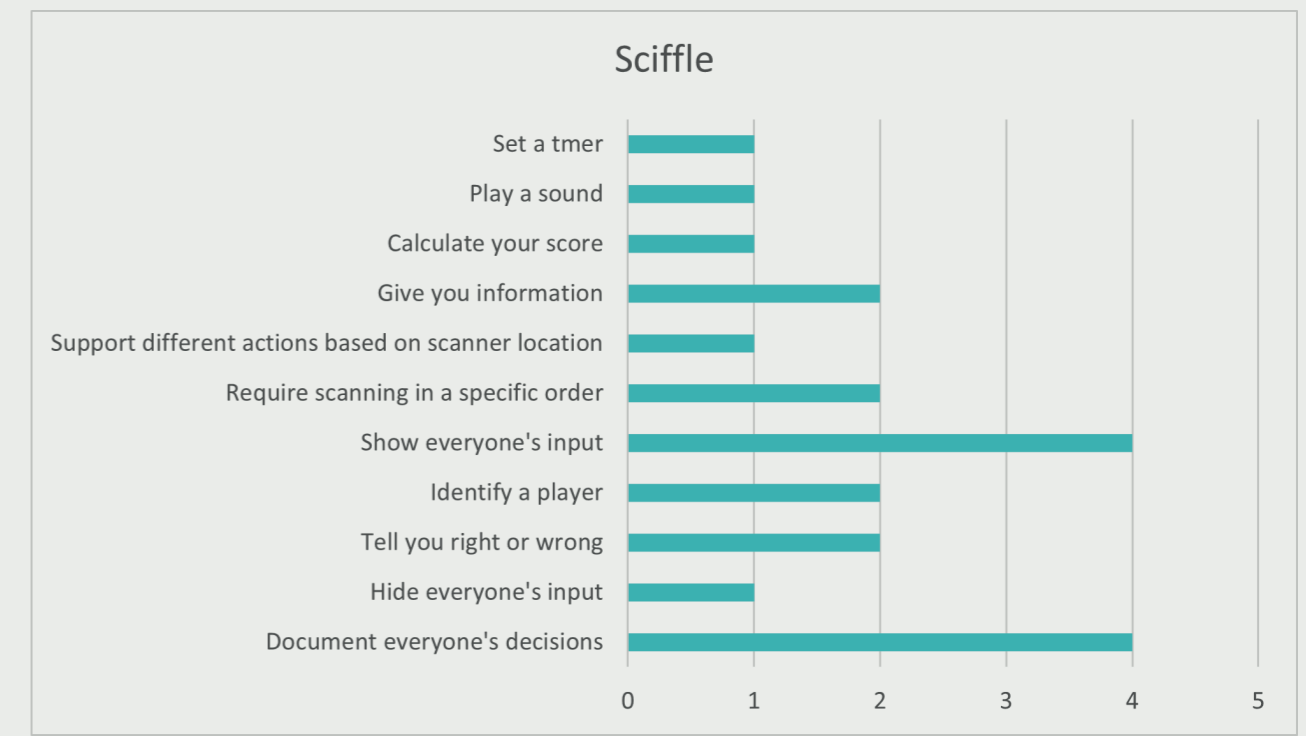 Sciffle
Set a tmer
Play a sound
Calculate your score
Give you information
Support different actions based on scanner location
Require scanning in a specific order
Show everyone's input
Identify a player
Tell you right or wrong
Hide everyone's input
Document everyone's decisions
0 1 2 3 4 5